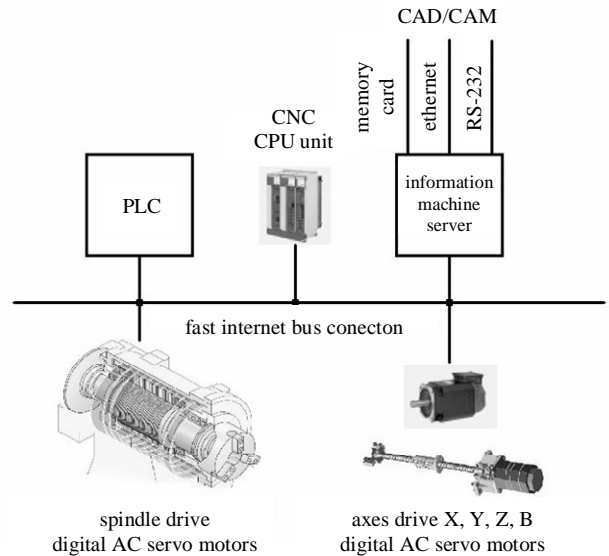 CAD/CAM
memory
card
ethernet
RS-232
CNC
CPU unit
PLC
information
machine
server
fast internet bus conecton
spindle drive
digital AC servo motors
axes drive X, Y, Z, B
digital AC servo motors